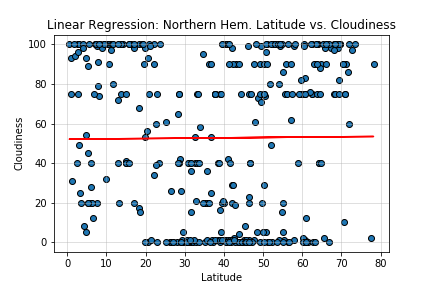 Linear Regression: Northern Hem. Latitude vs. Cloudiness
100
80
60
40
20
0
Cloudiness
0 10 20 30 40 50 60 70 80
Latitude